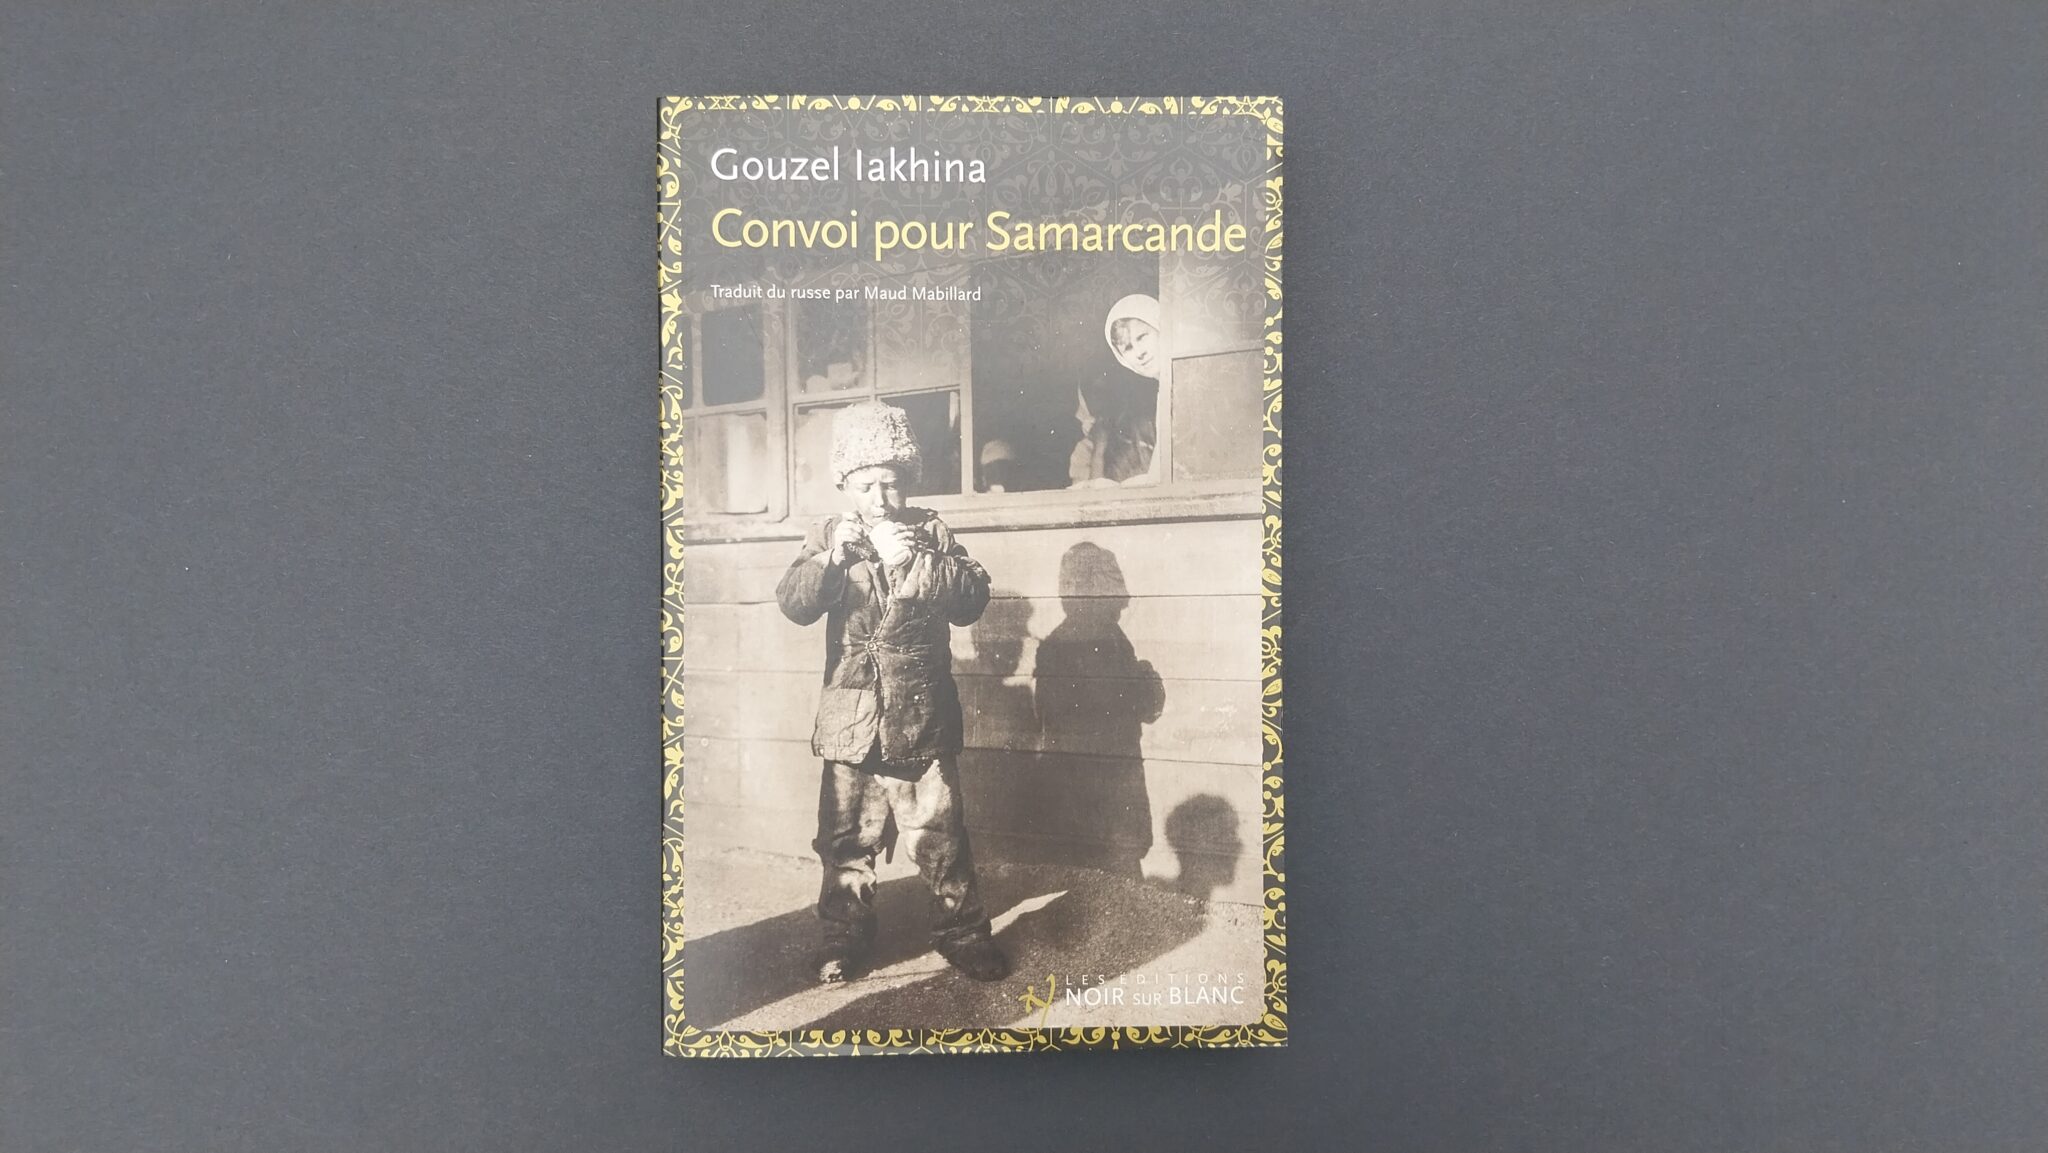 Gouzel Iakhina
Convoi pour Samarcande
Traduit du russe par Maud Mabillard
LES ÉDITIONS
NOIR SUR BLANC